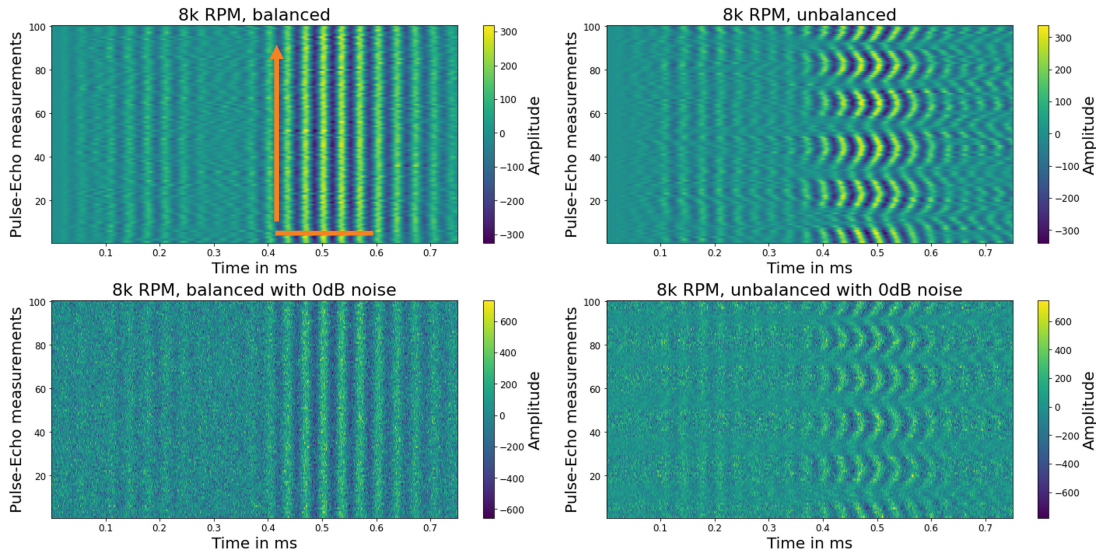 8k RPM, balanced
Pulse-Echo measurements
100
80
60
40
20
0.1 0.2 0.3 0.4 0.5 0.6 0.7
Time in ms
300
200
100
0
−100
−200
−300
Amplitude
8k RPM, unbalanced
Pulse-Echo measurements
100
80
60
40
20
0.1 0.2 0.3 0.4 0.5 0.6 0.7
Time in ms
300
200
100
0
−100
−200
−300
Amplitude
8k RPM, balanced with 0dB noise
Pulse-Echo measurements
100
80
60
40
20
0.1 0.2 0.3 0.4 0.5 0.6 0.7
Time in ms
600
400
200
0
−200
−400
−600
Amplitude
8k RPM, unbalanced with 0dB noise
Pulse-Echo measurements
100
80
60
40
20
0.1 0.2 0.3 0.4 0.5 0.6 0.7
Time in ms
600
400
200
0
−200
−400
−600
Amplitude